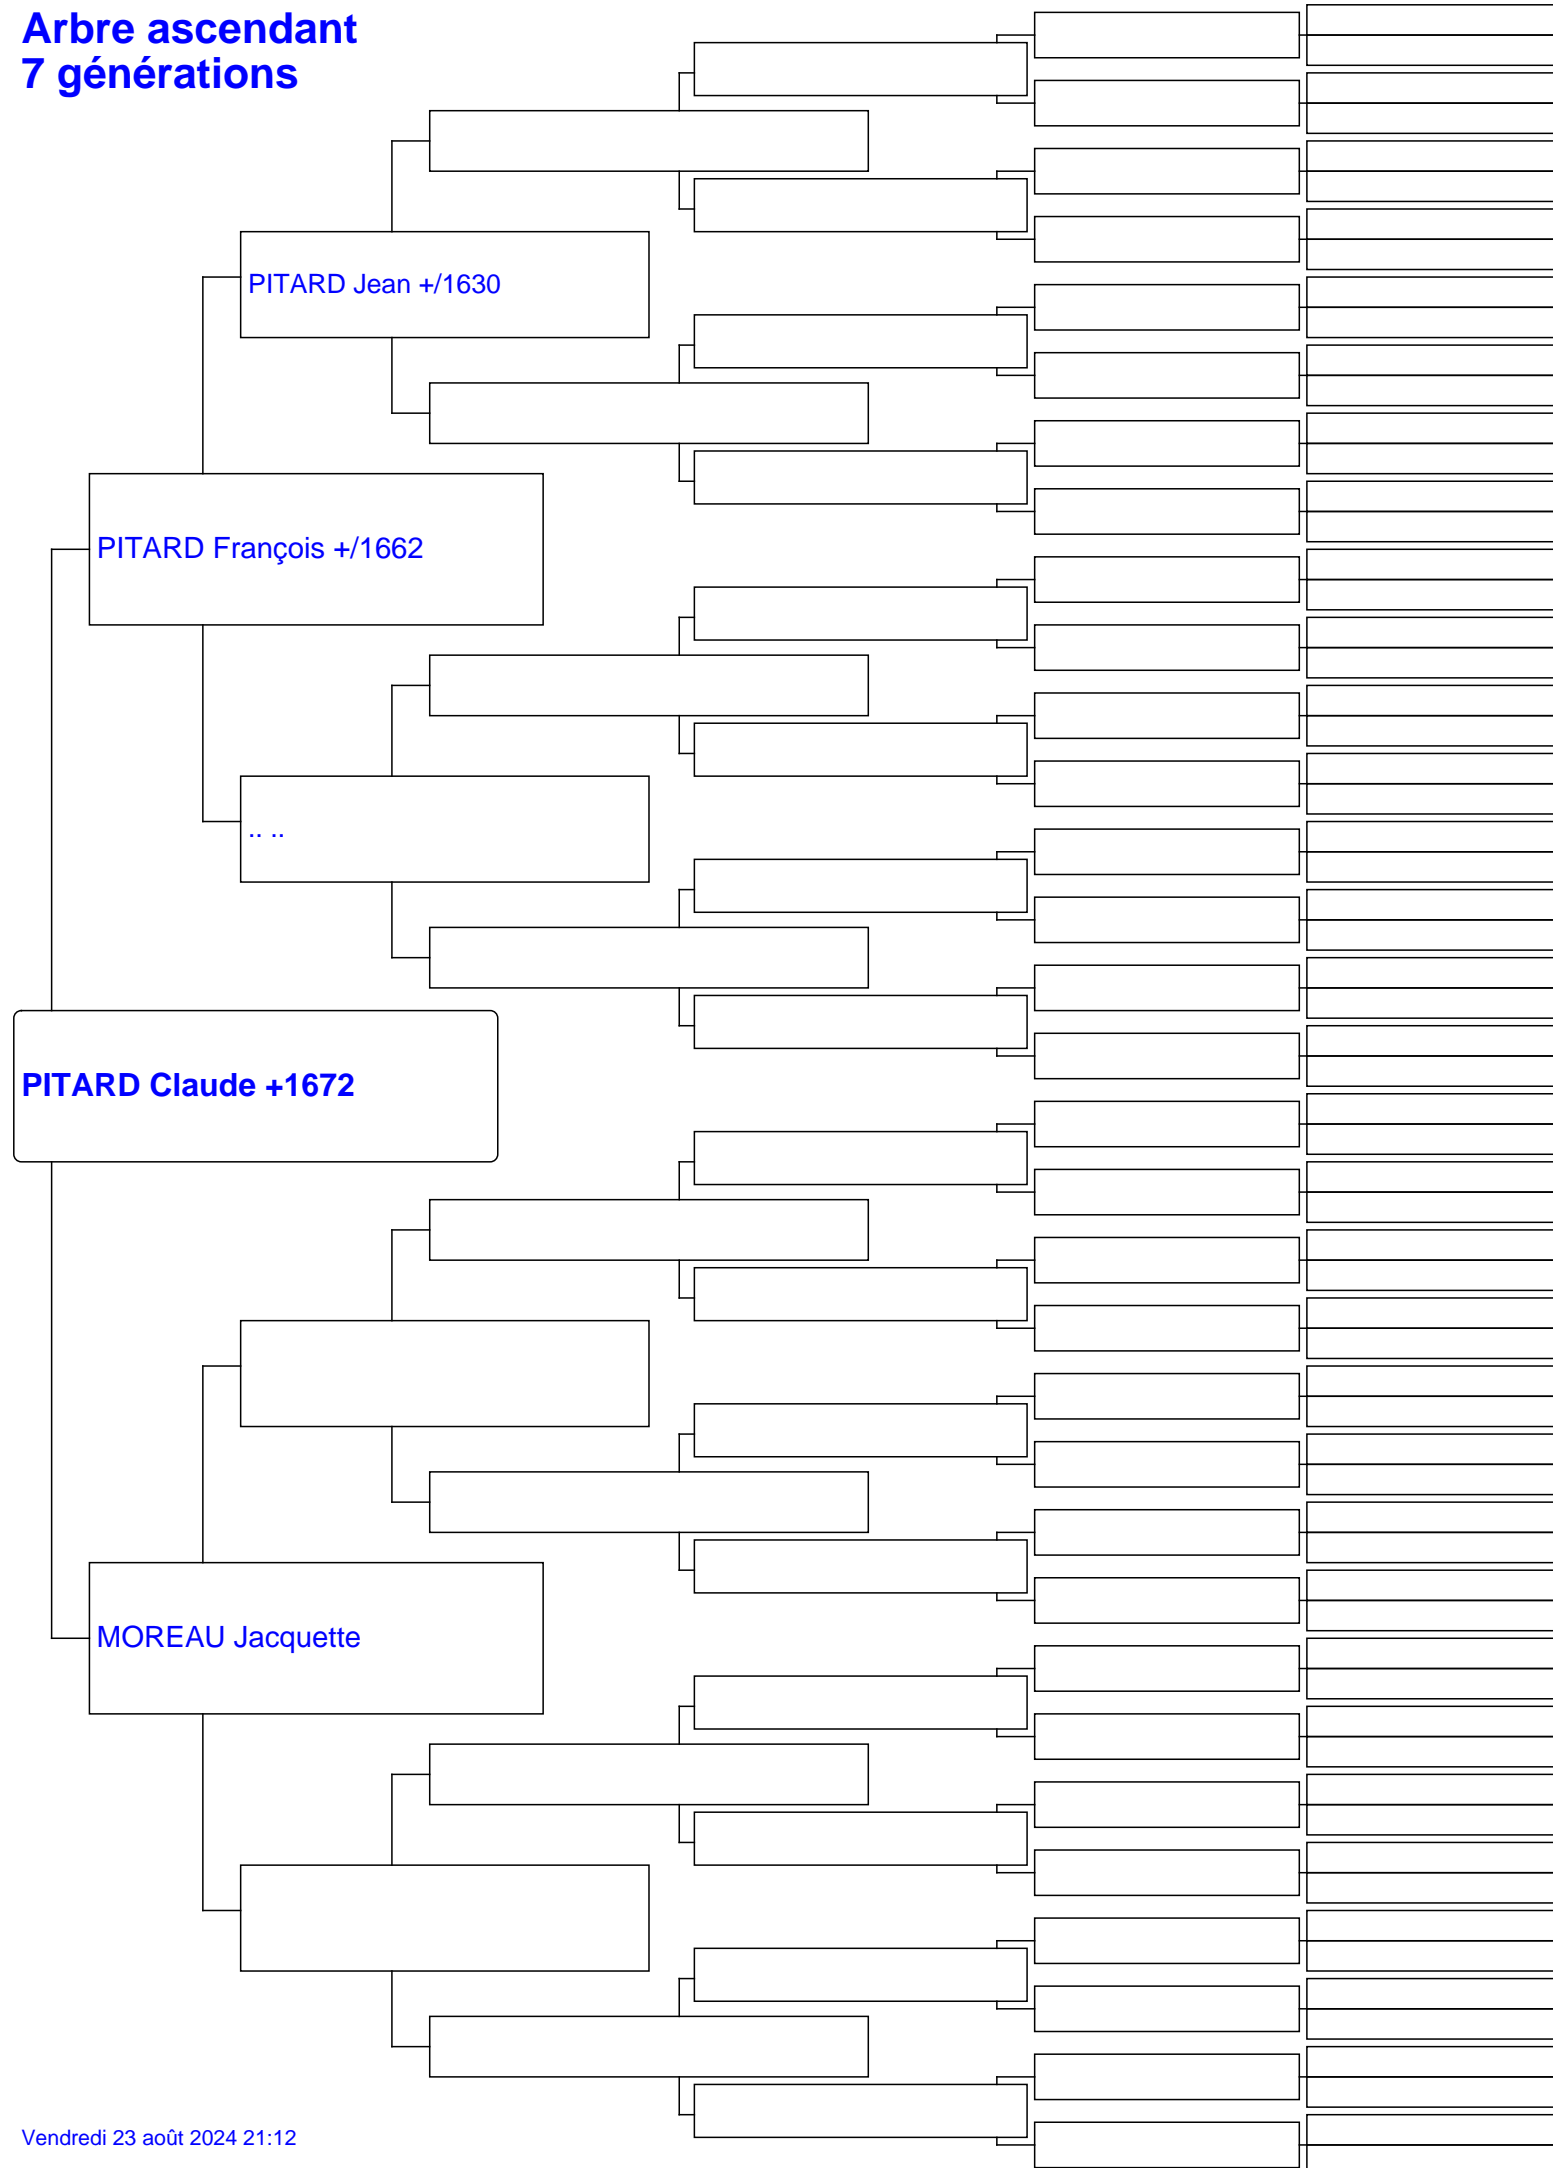 Arbre ascendant
7 générations
PITARD Jean +/1630
PITARD François +/1662
.. ..
PITARD Claude +1672
MOREAU Jacquette
Vendredi 23 août 2024 21:12